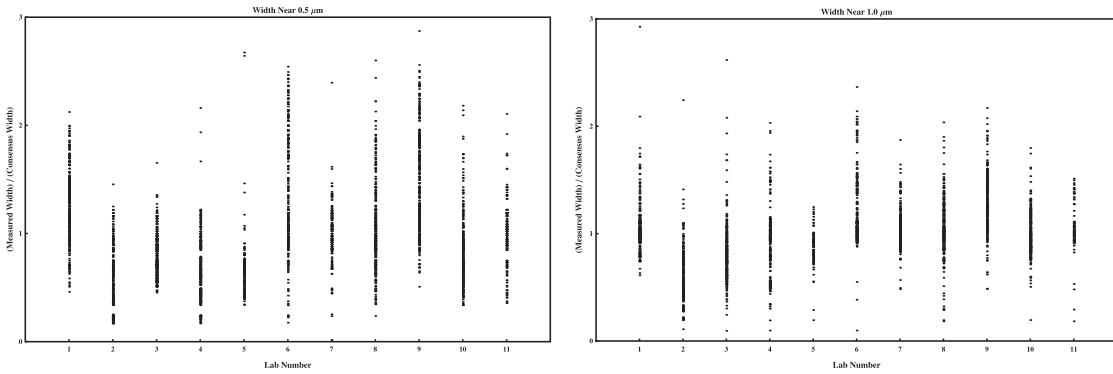 Width Near 0.5 μm
3
2
1
0
(Measured Width) / (Consensus Width)
1 2 3 4 5 6 7 8 9 10 11
Lab Number
Width Near 1.0 μm
3
2
1
0
(Measured Width) / (Consensus Width)
1 2 3 4 5 6 7 8 9 10 11
Lab Number